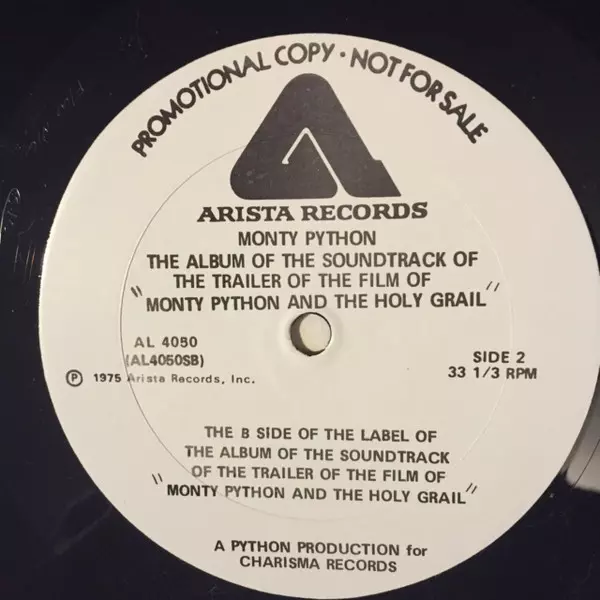 PROMOTIONAL COPY · NOT FOR SALE
ARISTA RECORDS
MONTY PYTHON
THE ALBUM OF THE SOUNDTRACK OF
THE TRAILER OF THE FILM OF
"MONTY PYTHON AND THE HOLY GRAIL"
AL 4050
(AL4050SB)
SIDE 2
33 1/3 RPM
Ⓟ 1975 Arista Records, Inc.
THE B SIDE OF THE LABEL OF
THE ALBUM OF THE SOUNDTRACK
OF THE TRAILER OF THE FILM OF
"MONTY PYTHON AND THE HOLY GRAIL"
A PYTHON PRODUCTION for
CHARISMA RECORDS